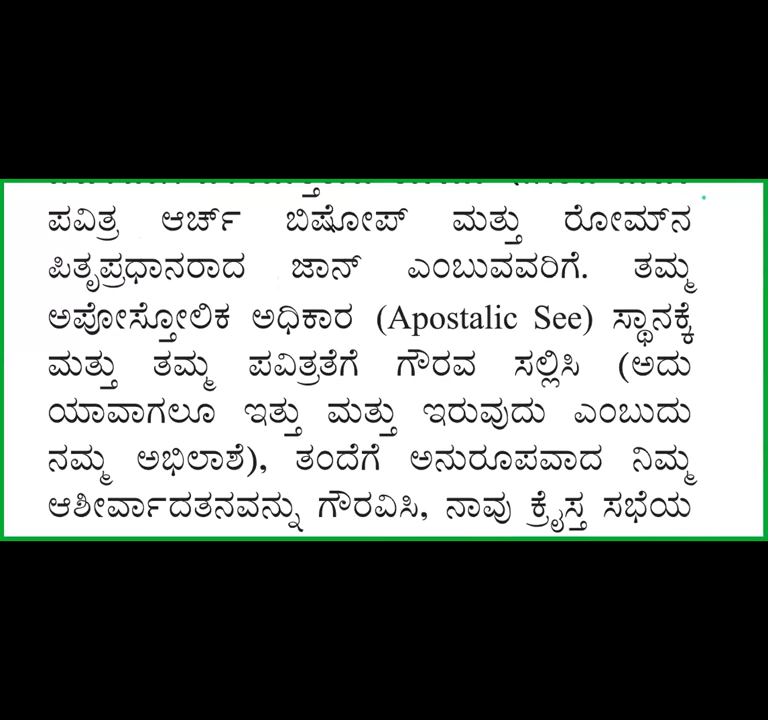 ಪವಿತ್ರ ಆರ್ಚ್ ಬಿಷೋಪ್ ಮತ್ತು ರೋಮ್‌ನ
ಪಿತೃಪ್ರಧಾನರಾದ ಜಾನ್ ಎಂಬುವವರಿಗೆ. ತಮ್ಮ
ಅಪೋಸ್ತೋಲಿಕ ಅಧಿಕಾರ (Apostalic See) ಸ್ಥಾನಕ್ಕೆ
ಮತ್ತು ತಮ್ಮ ಪವಿತ್ರತೆಗೆ ಗೌರವ ಸಲ್ಲಿಸಿ (ಅದು
ಯಾವಾಗಲೂ ಇತ್ತು ಮತ್ತು ಇರುವುದು ಎಂಬುದು
ನಮ್ಮ ಅಭಿಲಾಶೆ), ತಂದೆಗೆ ಅನುರೂಪವಾದ ನಿಮ್ಮ
ಆಶೀರ್ವಾದತನವನ್ನು ಗೌರವಿಸಿ, ನಾವು ಕ್ರೈಸ್ತ ಸಭೆಯ